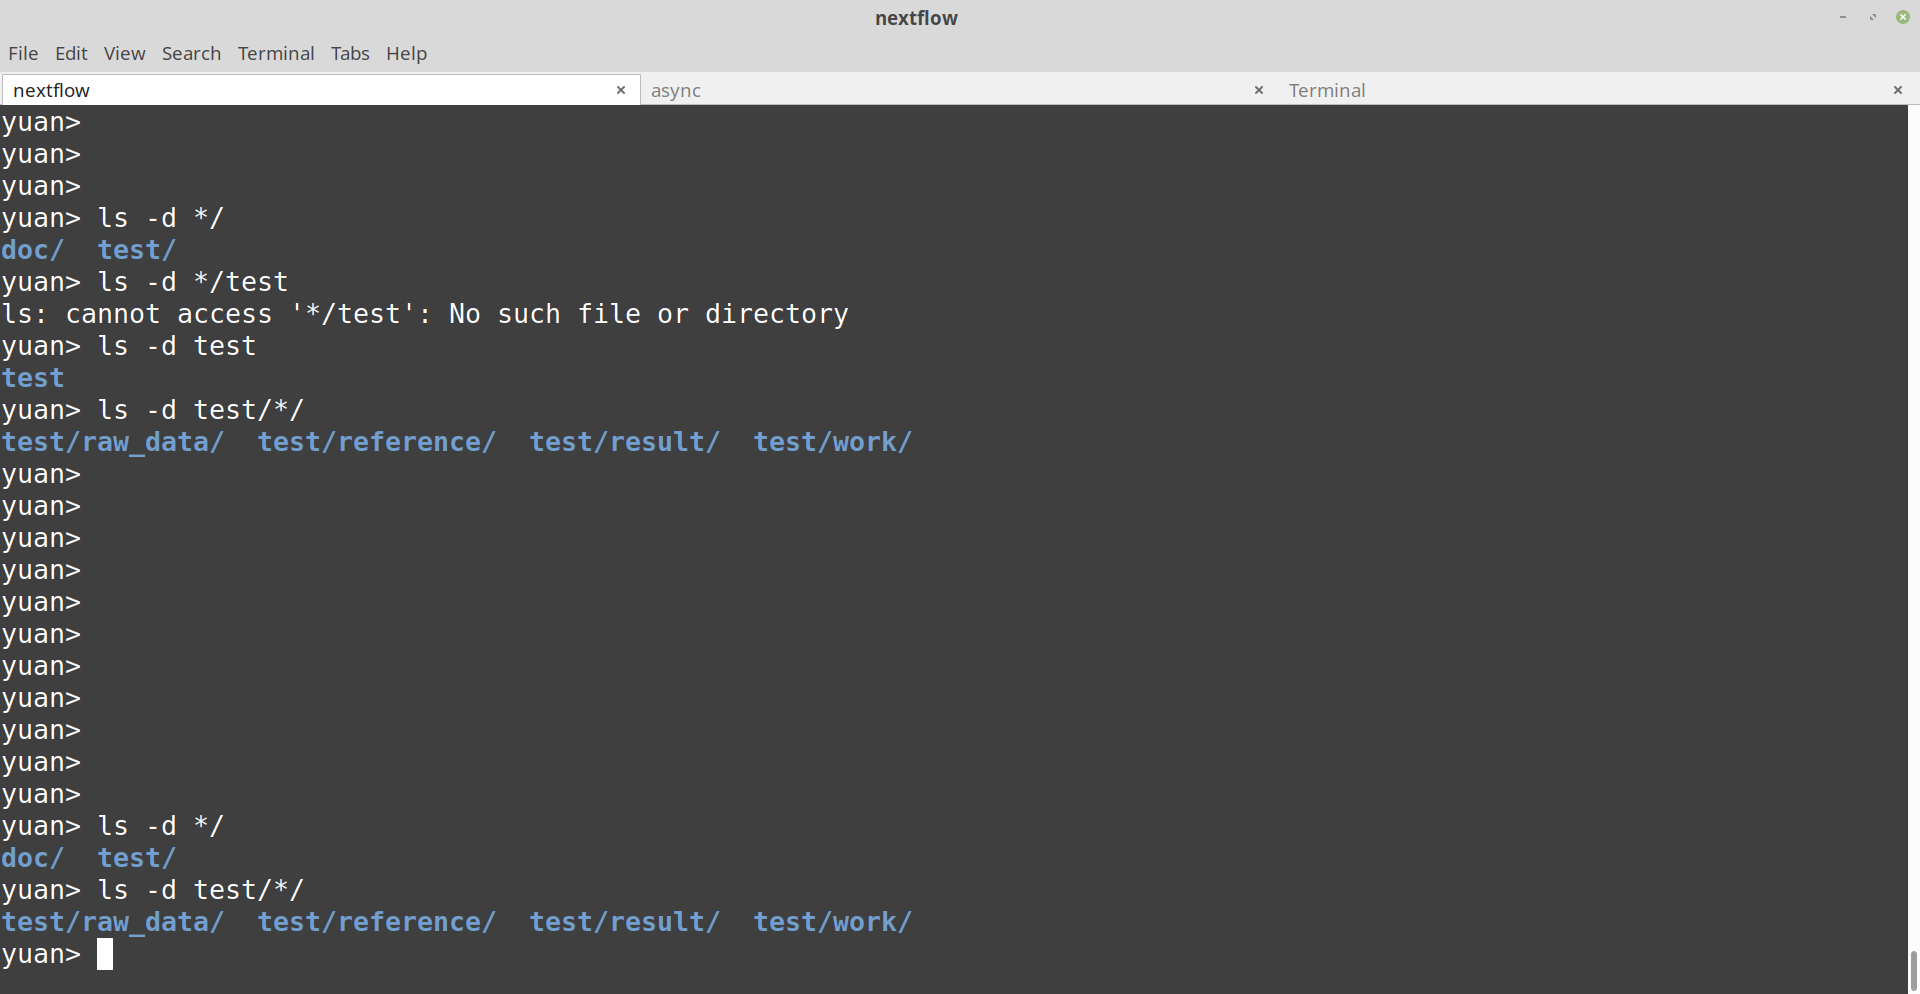 nextflow
File Edit View Search Terminal Tabs Help
nextflow async Terminal
yuan>
yuan>
yuan>
yuan> ls -d */
doc/  test/
yuan> ls -d */test
ls: cannot access '*/test': No such file or directory
yuan> ls -d test
test
yuan> ls -d test/*/
test/raw_data/  test/reference/  test/result/  test/work/
yuan>
yuan>
yuan>
yuan>
yuan>
yuan>
yuan>
yuan>
yuan>
yuan>
yuan>
yuan> ls -d */
doc/  test/
yuan> ls -d test/*/
test/raw_data/  test/reference/  test/result/  test/work/
yuan>